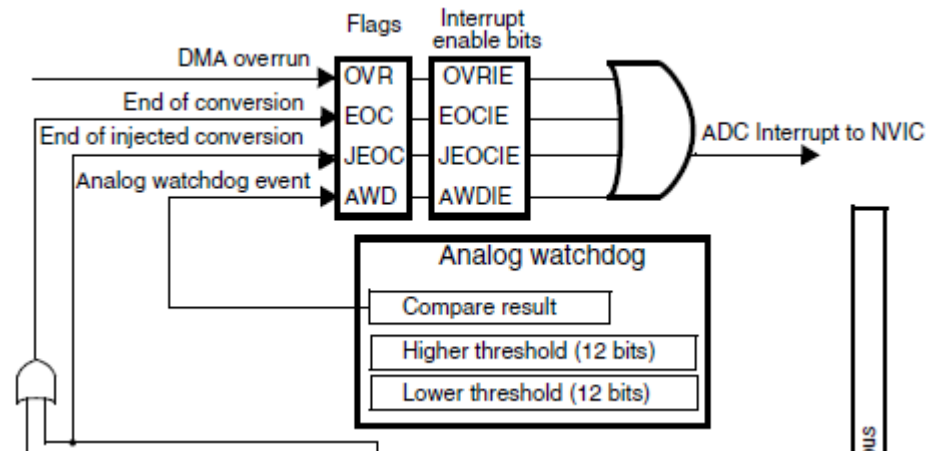 Flags
Interrupt
enable bits
DMA overrun
OVR
OVRIE
End of conversion
EOC
EOCIE
End of injected conversion
JEOC
JEOCIE
ADC Interrupt to NVIC
Analog watchdog event
AWD
AWDIE
Analog watchdog
Compare result
Higher threshold (12 bits)
Lower threshold (12 bits)